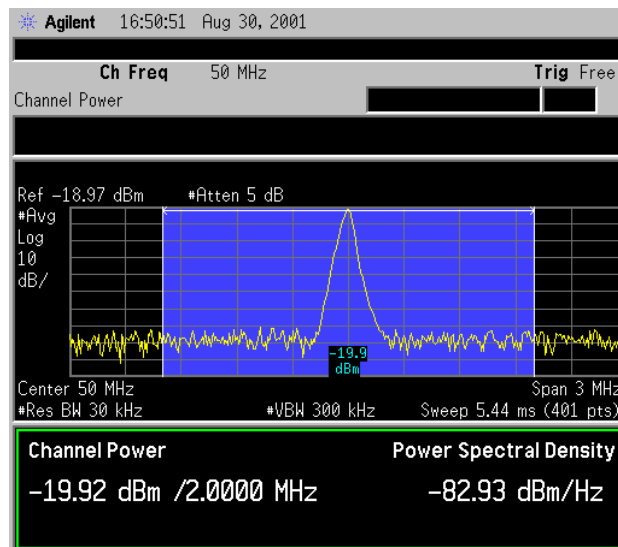 Agilent 16:50:51 Aug 30, 2001
Ch Freq 50 MHz Trig Free
Channel Power
Ref -18.97 dBm #Atten 5 dB
#Avg
Log
10
dB/
-19.9
dBm
Center 50 MHz Span 3 MHz
#Res BW 30 kHz #VBW 300 kHz Sweep 5.44 ms (401 pts)
Channel Power Power Spectral Density
-19.92 dBm /2.0000 MHz -82.93 dBm/Hz